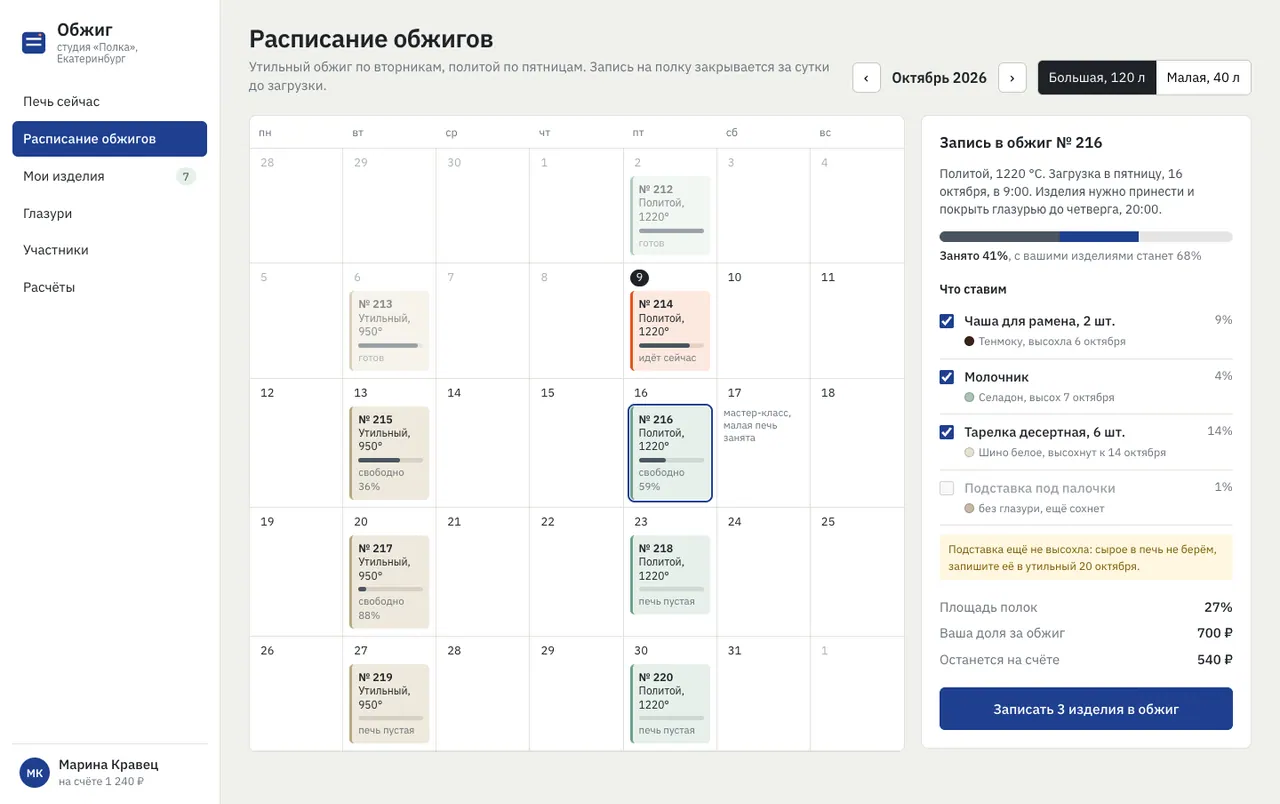 Обжиг
студия «Полка»,
Екатеринбург
Печь сейчас
Расписание обжигов
Мои изделия 7
Глазури
Участники
Расчёты
МК
Марина Кравец
на счёте 1 240 ₽
Расписание обжигов
Утильный обжиг по вторникам, политой по пятницам. Запись на полку закрывается за сутки
до загрузки.
‹ Октябрь 2026 ›
Большая, 120 л Малая, 40 л
пн вт ср чт пт сб вс
28 29 30 1 2 3 4
№ 212
Политой,
1220°
готов
5 6 7 8 9 10 11
№ 213
Утильный,
950°
готов
№ 214
Политой,
1220°
идёт сейчас
12 13 14 15 16 17 18
№ 215
Утильный,
950°
свободно
36%
№ 216
Политой,
1220°
свободно
59%
мастер-класс,
малая печь
занята
19 20 21 22 23 24 25
№ 217
Утильный,
950°
свободно
88%
№ 218
Политой,
1220°
печь пустая
26 27 28 29 30 31 1
№ 219
Утильный,
950°
печь пустая
№ 220
Политой,
1220°
печь пустая
Запись в обжиг № 216
Политой, 1220 °C. Загрузка в пятницу, 16
октября, в 9:00. Изделия нужно принести и
покрыть глазурью до четверга, 20:00.
Занято 41%, с вашими изделиями станет 68%
Что ставим
Чаша для рамена, 2 шт. 9%
Тенмоку, высохла 6 октября
Молочник 4%
Селадон, высох 7 октября
Тарелка десертная, 6 шт. 14%
Шино белое, высохнут к 14 октября
Подставка под палочки 1%
без глазури, ещё сохнет
Подставка ещё не высохла: сырое в печь не берём,
запишите её в утильный 20 октября.
Площадь полок 27%
Ваша доля за обжиг 700 ₽
Останется на счёте 540 ₽
Записать 3 изделия в обжиг